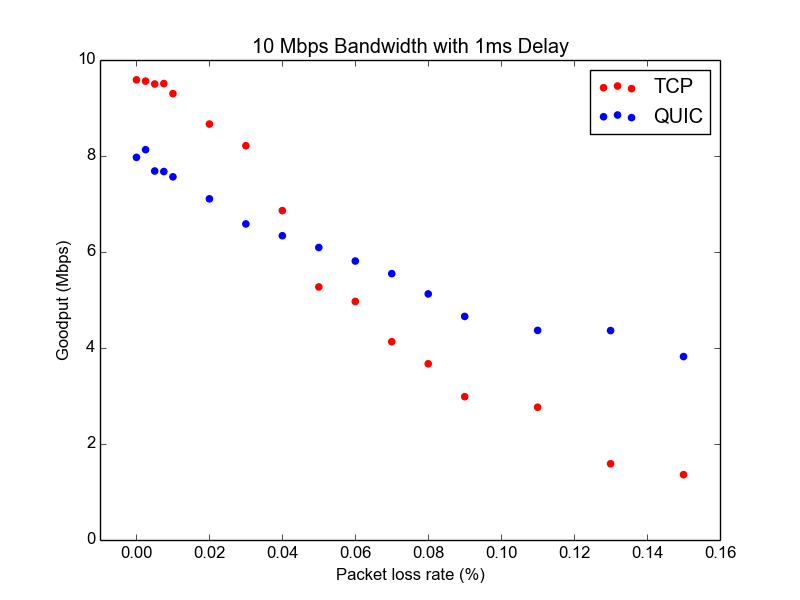 10 Mbps Bandwidth with 1ms Delay
TCP
QUIC
10
8
6
4
2
0
Goodput (Mbps)
0.00 0.02 0.04 0.06 0.08 0.10 0.12 0.14 0.16
Packet loss rate (%)